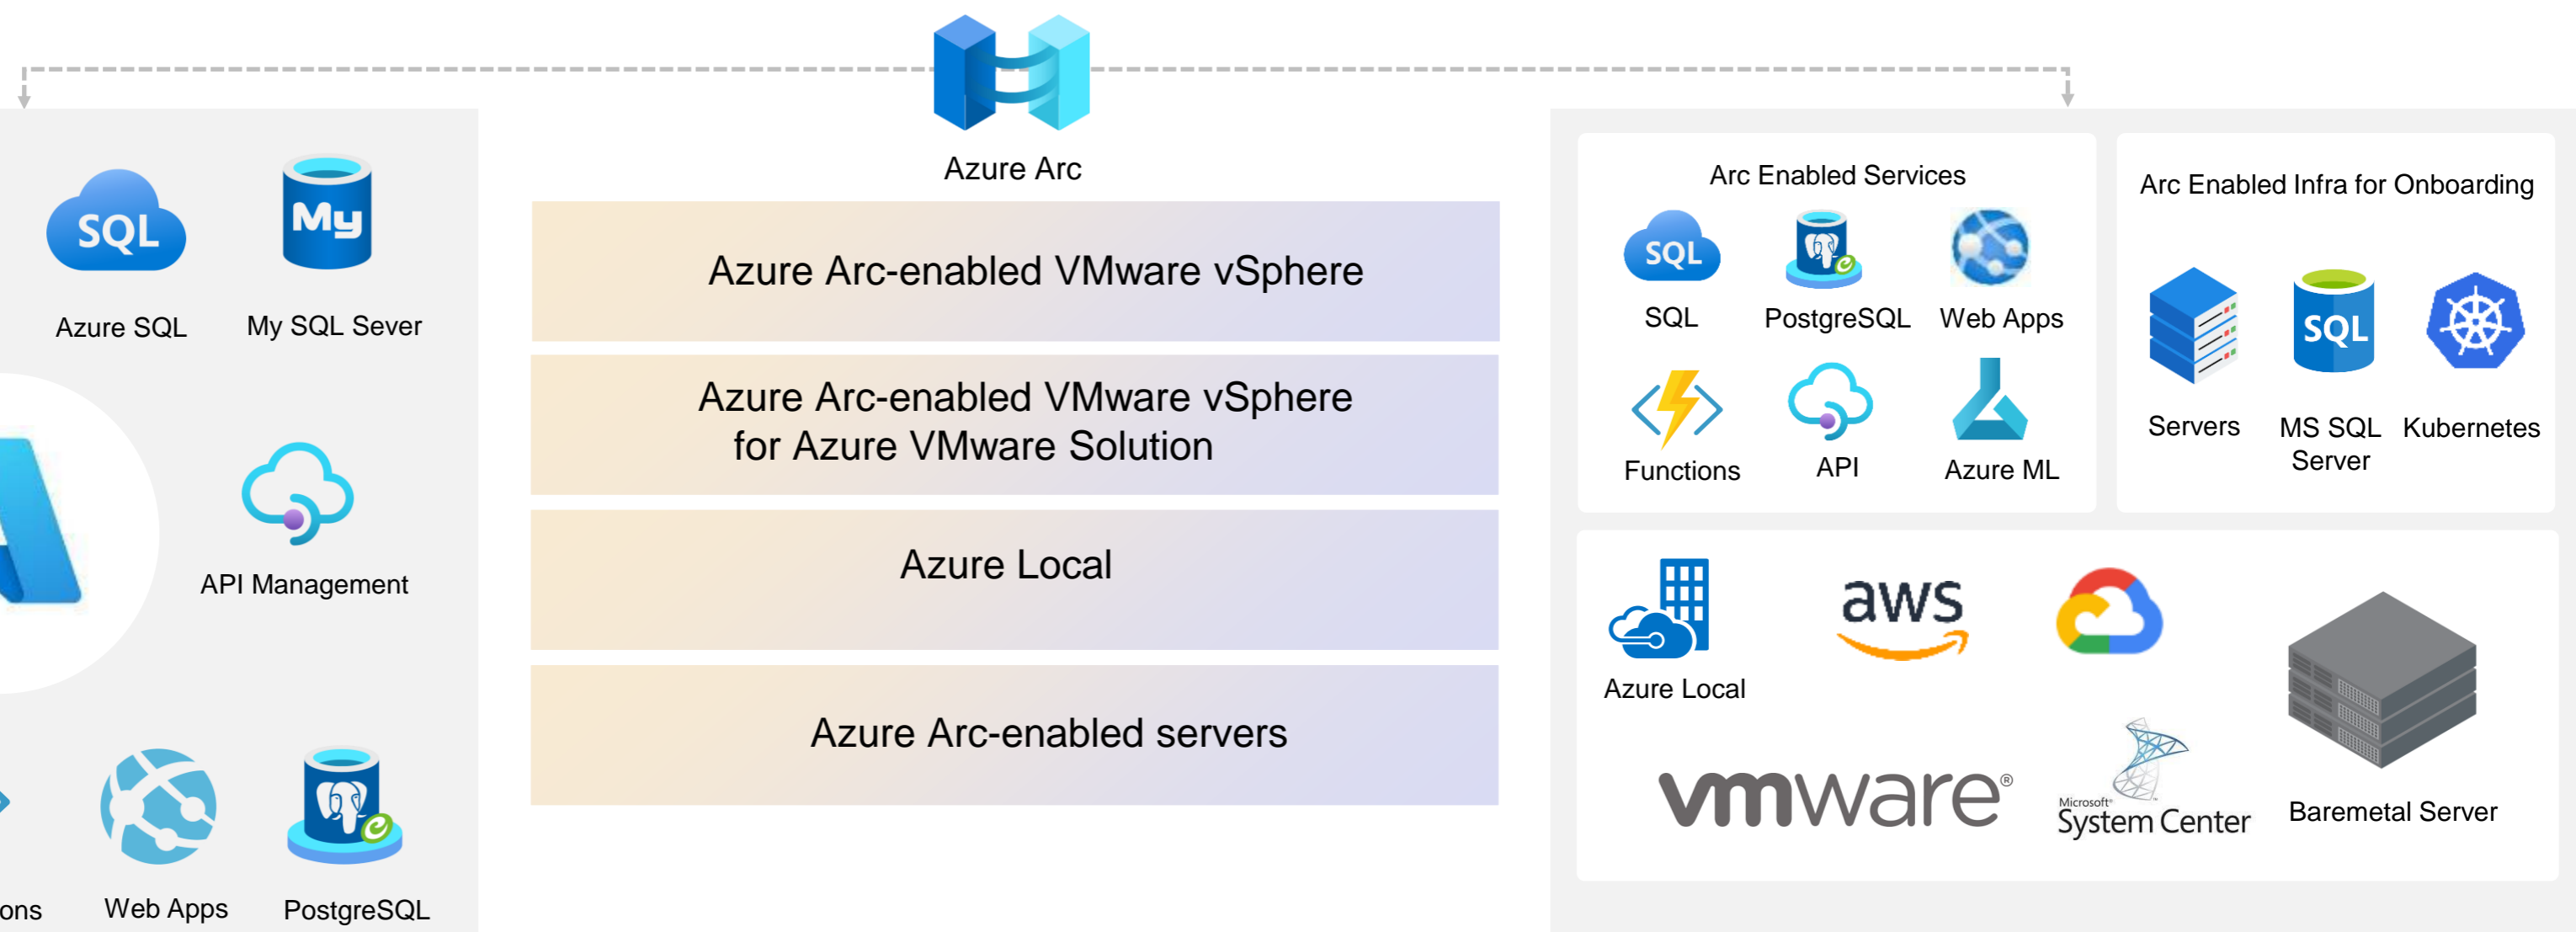 Azure Arc
SQL
My
Azure SQL
My SQL Sever
API Management
ons
Web Apps
PostgreSQL
Azure Arc-enabled VMware vSphere
Azure Arc-enabled VMware vSphere
for Azure VMware Solution
Azure Local
Azure Arc-enabled servers
Arc Enabled Services
SQL
SQL
PostgreSQL
Web Apps
Functions
API
Azure ML
Arc Enabled Infra for Onboarding
SQL
Servers
MS SQL
Server
Kubernetes
Azure Local
aws
vmware®
Microsoft®
System Center
Baremetal Server